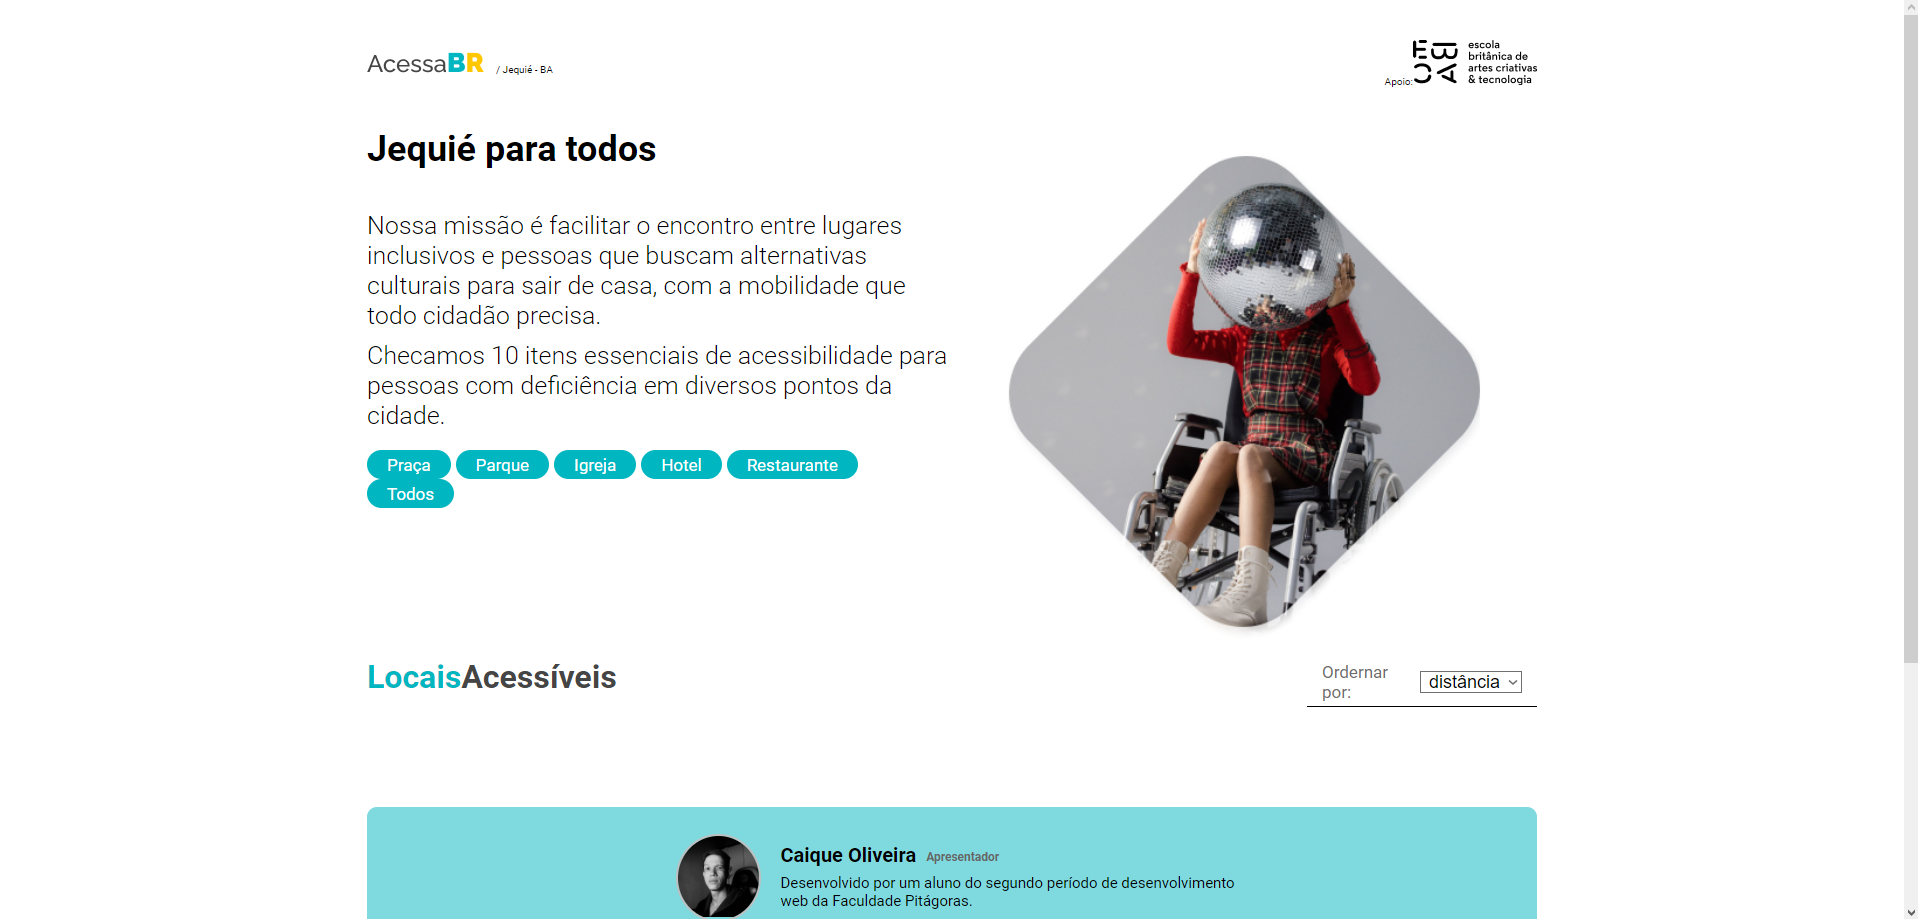 AcessaBR / Jequié - BA
Apoio:
EBAC
escola
britânica de
artes criativas
& tecnologia
Jequié para todos
Nossa missão é facilitar o encontro entre lugares
inclusivos e pessoas que buscam alternativas
culturais para sair de casa, com a mobilidade que
todo cidadão precisa.
Checamos 10 itens essenciais de acessibilidade para
pessoas com deficiência em diversos pontos da
cidade.
Praça Parque Igreja Hotel Restaurante
Todos
LocaisAcessíveis
Ordernar
por:
distância
Caique Oliveira Apresentador
Desenvolvido por um aluno do segundo período de desenvolvimento
web da Faculdade Pitágoras.